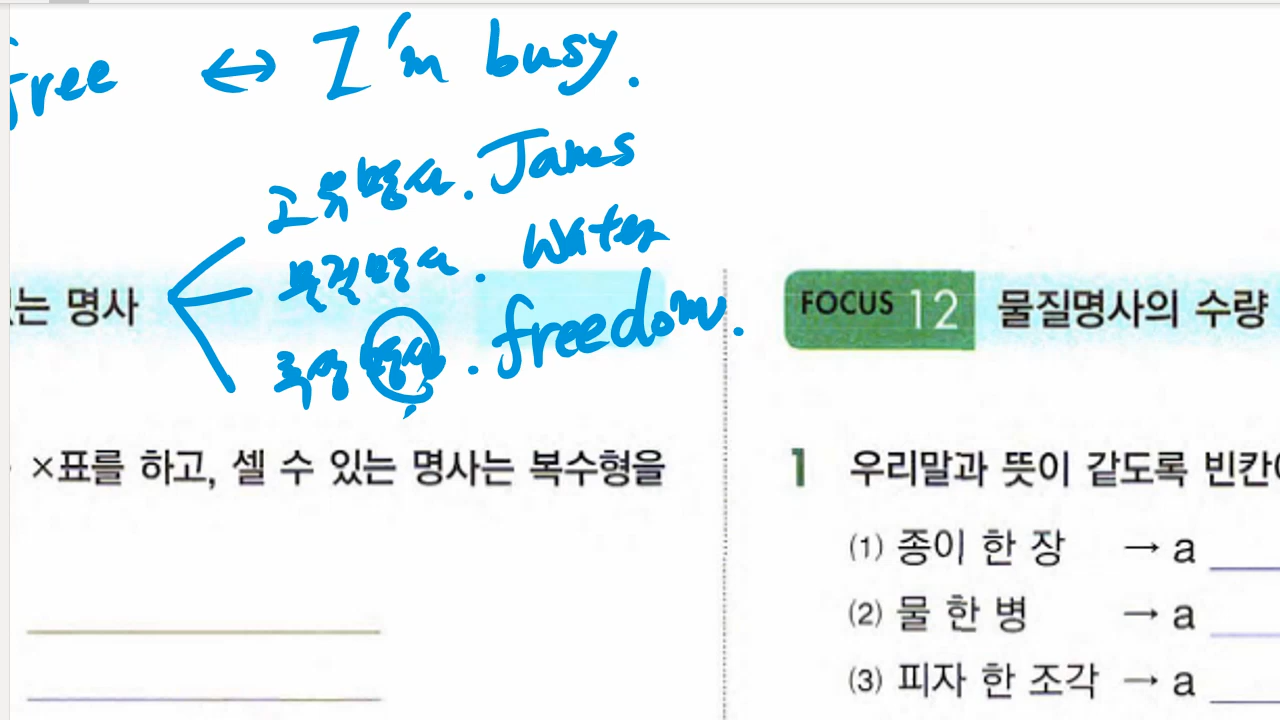 free ↔ I'm busy.
고유명사. James
물질명사. Water
추상명사. freedom.
있는 명사
×표를 하고, 셀 수 있는 명사는 복수형을
FOCUS 12 물질명사의 수량
1 우리말과 뜻이 같도록
(1) 종이 한 장 → a
(2) 물 한 병 → a
(3) 피자 한 조각 → a